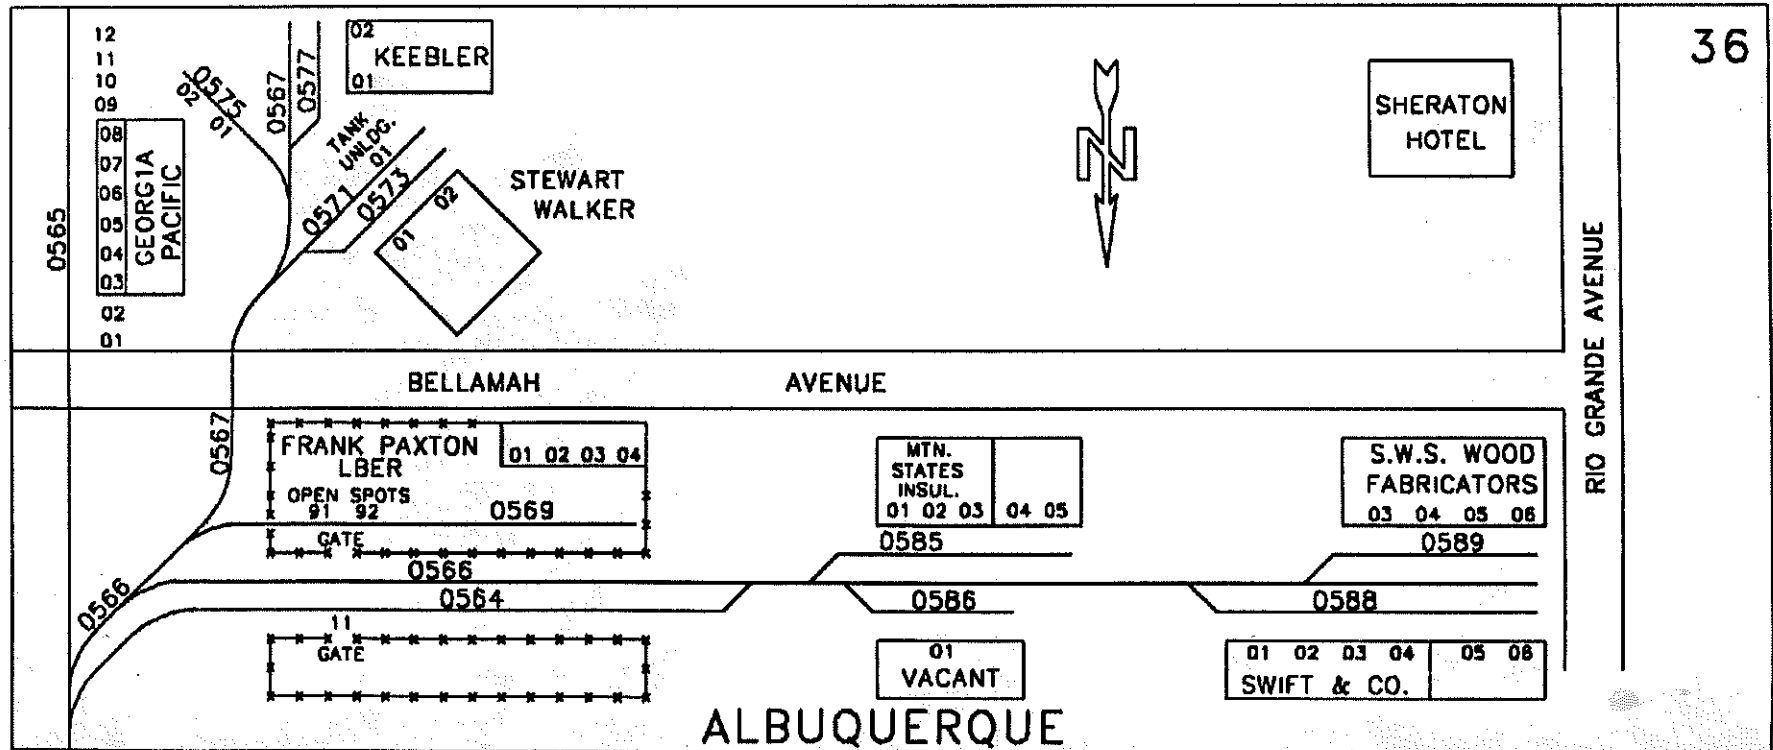 36
12
11
10
09
08
07
06
05
04
03
02
01
GEORGIA
PACIFIC
0565
0575
02
01
0567
0577
02
KEEBLER
01
TANK
UNLDG.
01
0571
0573
STEWART
WALKER
01
02
N
SHERATON
HOTEL
RIO GRANDE AVENUE
BELLAMAH AVENUE
0567
FRANK PAXTON
LBER
01 02 03 04
OPEN SPOTS
91 92
0569
GATE
MTN.
STATES
INSUL.
01 02 03
04 05
S.W.S. WOOD
FABRICATORS
03 04 05 06
0585
0589
0566
0566
0564
0586
0588
11
GATE
01
VACANT
01 02 03 04
05 06
SWIFT & CO.
ALBUQUERQUE